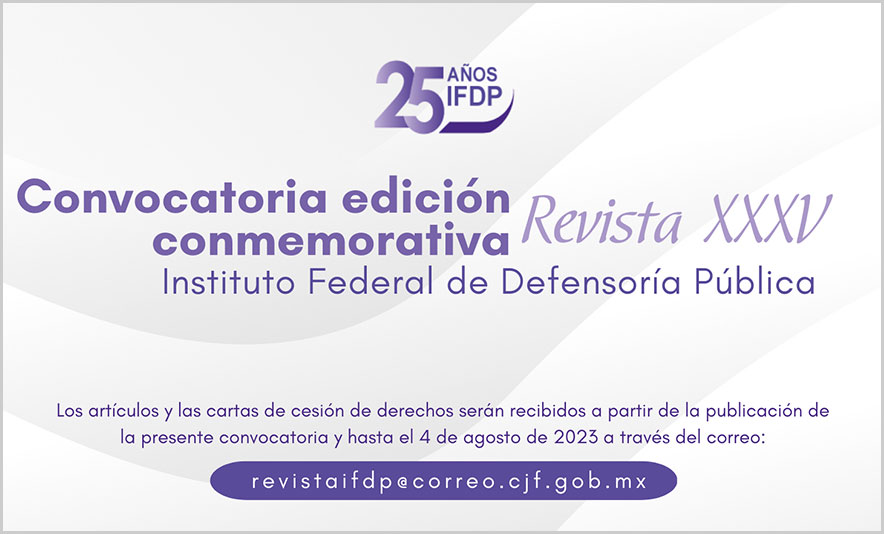 25 AÑOS
IFDP
Convocatoria edición
conmemorativa
Revista XXXV
Instituto Federal de Defensoría Pública
Los artículos y las cartas de cesión de derechos serán recibidos a partir de la publicación de
la presente convocatoria y hasta el 4 de agosto de 2023 a través del correo:
revistaifdp@correo.cjf.gob.mx